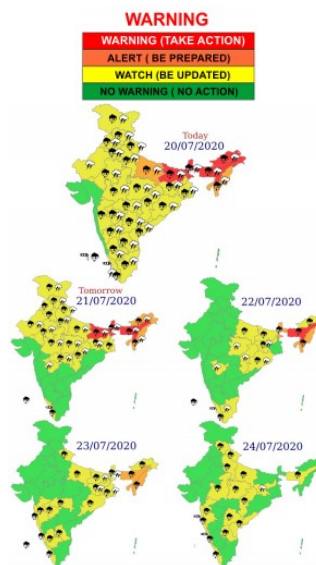 WARNING
WARNING (TAKE ACTION)
ALERT ( BE PREPARED)
WATCH (BE UPDATED)
NO WARNING ( NO ACTION)
Today
20/07/2020
Tomorrow
21/07/2020
22/07/2020
23/07/2020
24/07/2020